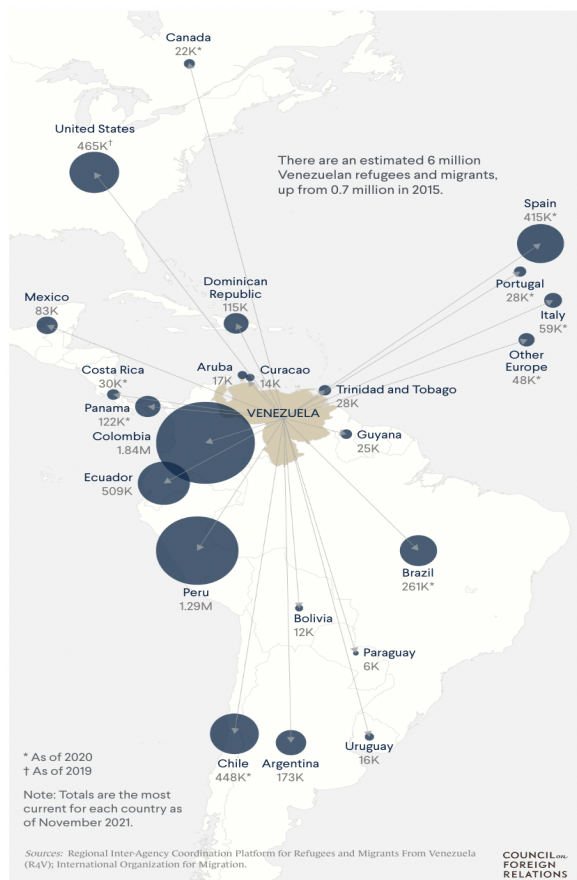 Canada
22K*
United States
465K†
There are an estimated 6 million
Venezuelan refugees and migrants,
up from 0.7 million in 2015.
Spain
415K*
Portugal
28K*
Italy
59K*
Other
Europe
48K*
Dominican
Republic
115K
Mexico
83K
Aruba
17K
Curacao
14K
Costa Rica
30K*
Trinidad and Tobago
28K
Panama
122K*
VENEZUELA
Colombia
1.84M
Guyana
25K
Ecuador
509K
Peru
1.29M
Brazil
261K*
Bolivia
12K
Paraguay
6K
Uruguay
16K
Chile
448K*
Argentina
173K
* As of 2020
† As of 2019
Note: Totals are the most
current for each country as
of November 2021.
Sources: Regional Inter-Agency Coordination Platform for Refugees and Migrants From Venezuela
(R4V); International Organization for Migration.
COUNCIL on
FOREIGN
RELATIONS